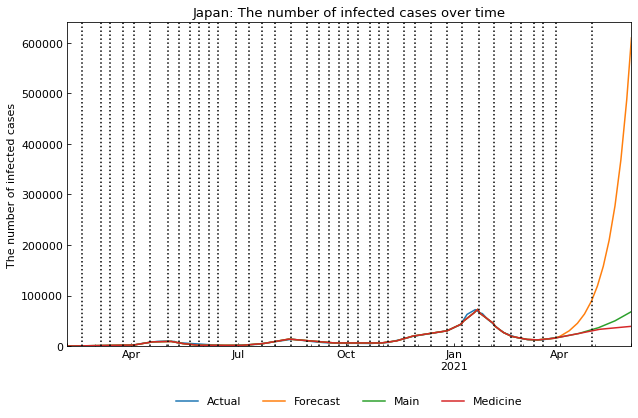 Japan: The number of infected cases over time
The number of infected cases
600000
500000
400000
300000
200000
100000
0
Apr Jul Oct Jan Apr
2021
Actual Forecast Main Medicine